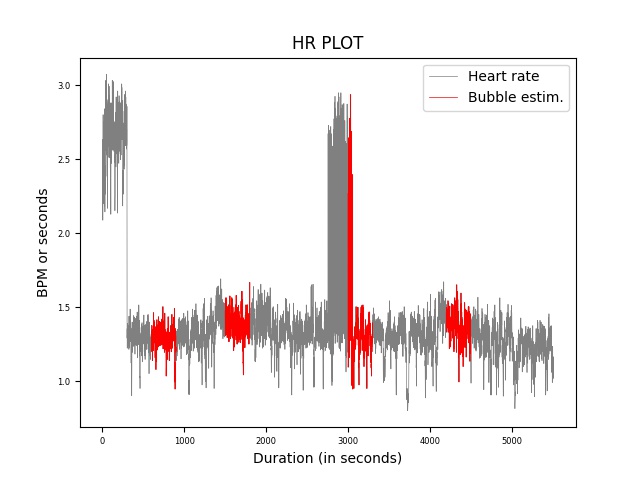 HR PLOT
Heart rate
Bubble estim.
BPM or seconds
3.0
2.5
2.0
1.5
1.0
0 1000 2000 3000 4000 5000
Duration (in seconds)